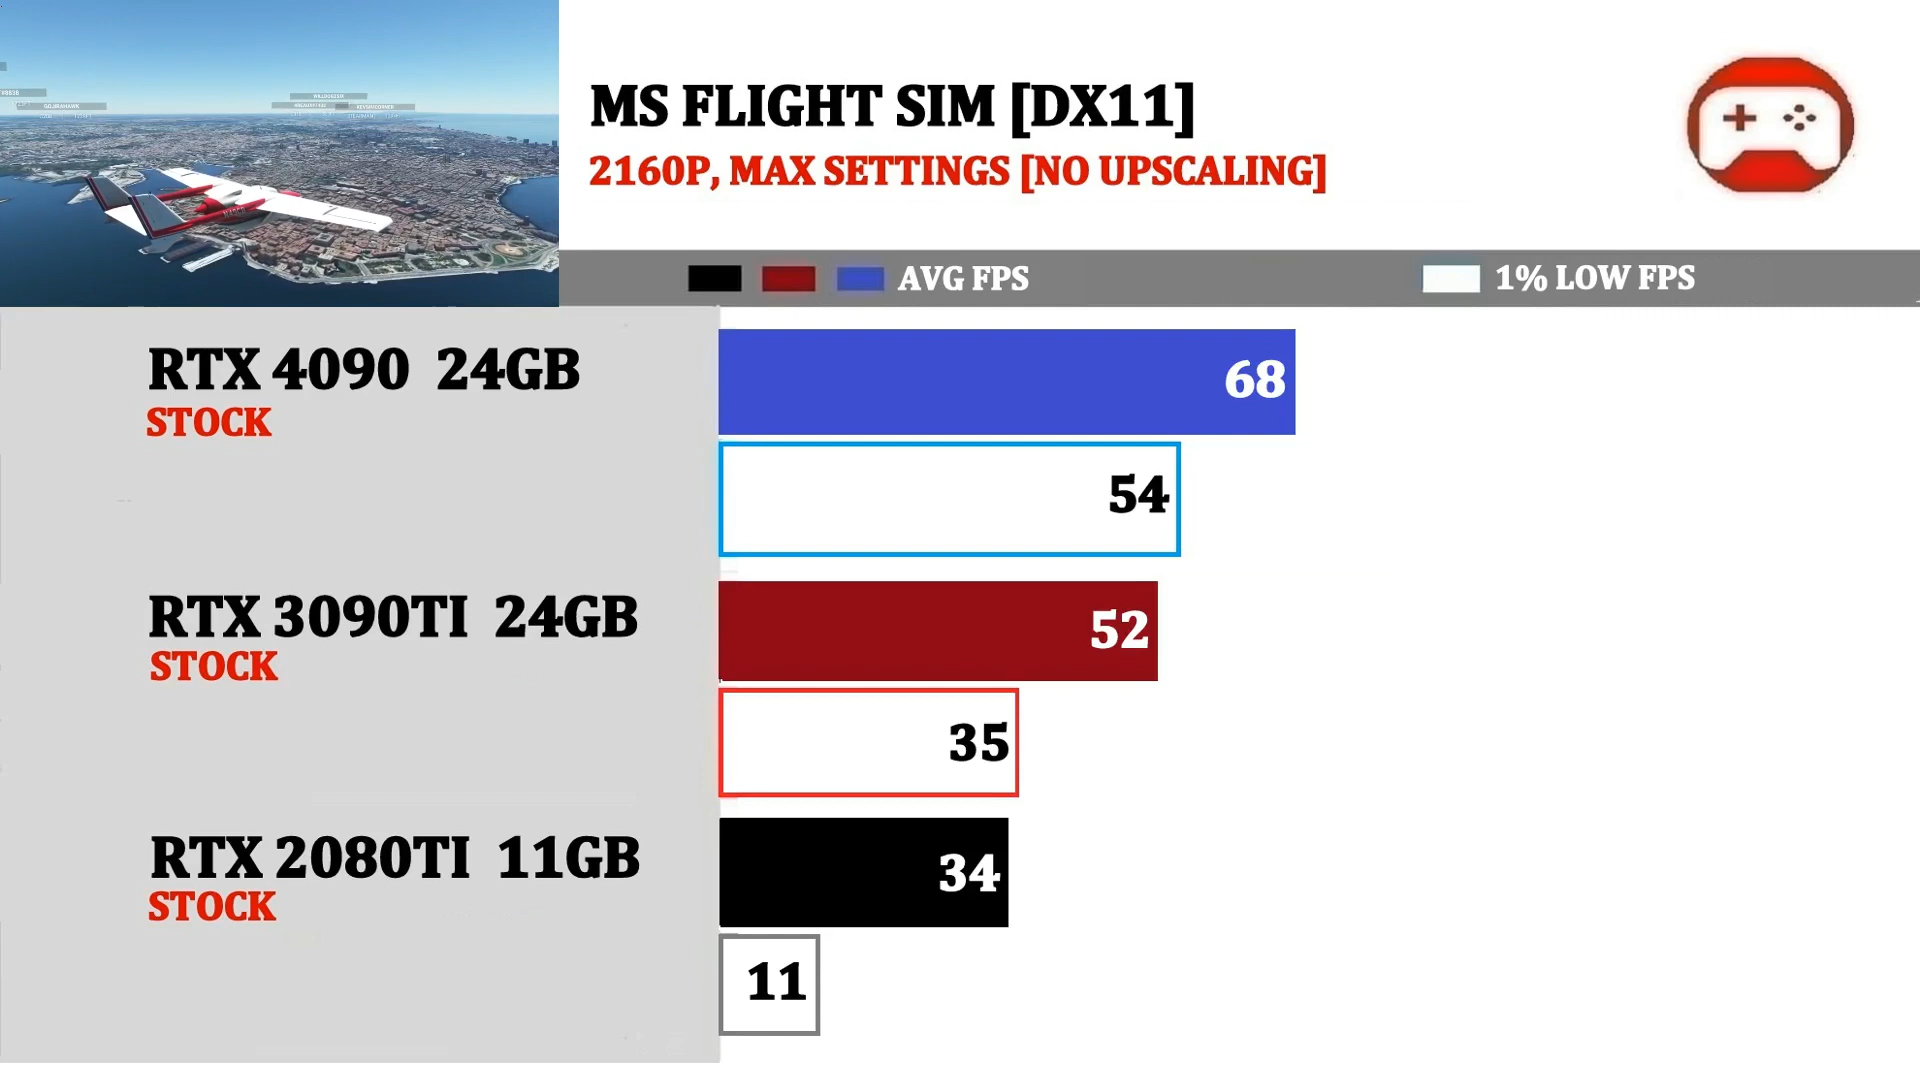 MS FLIGHT SIM [DX11]
2160P, MAX SETTINGS [NO UPSCALING]
AVG FPS
1% LOW FPS
RTX 4090 24GB
STOCK
68
54
RTX 3090TI 24GB
STOCK
52
35
RTX 2080TI 11GB
STOCK
34
11